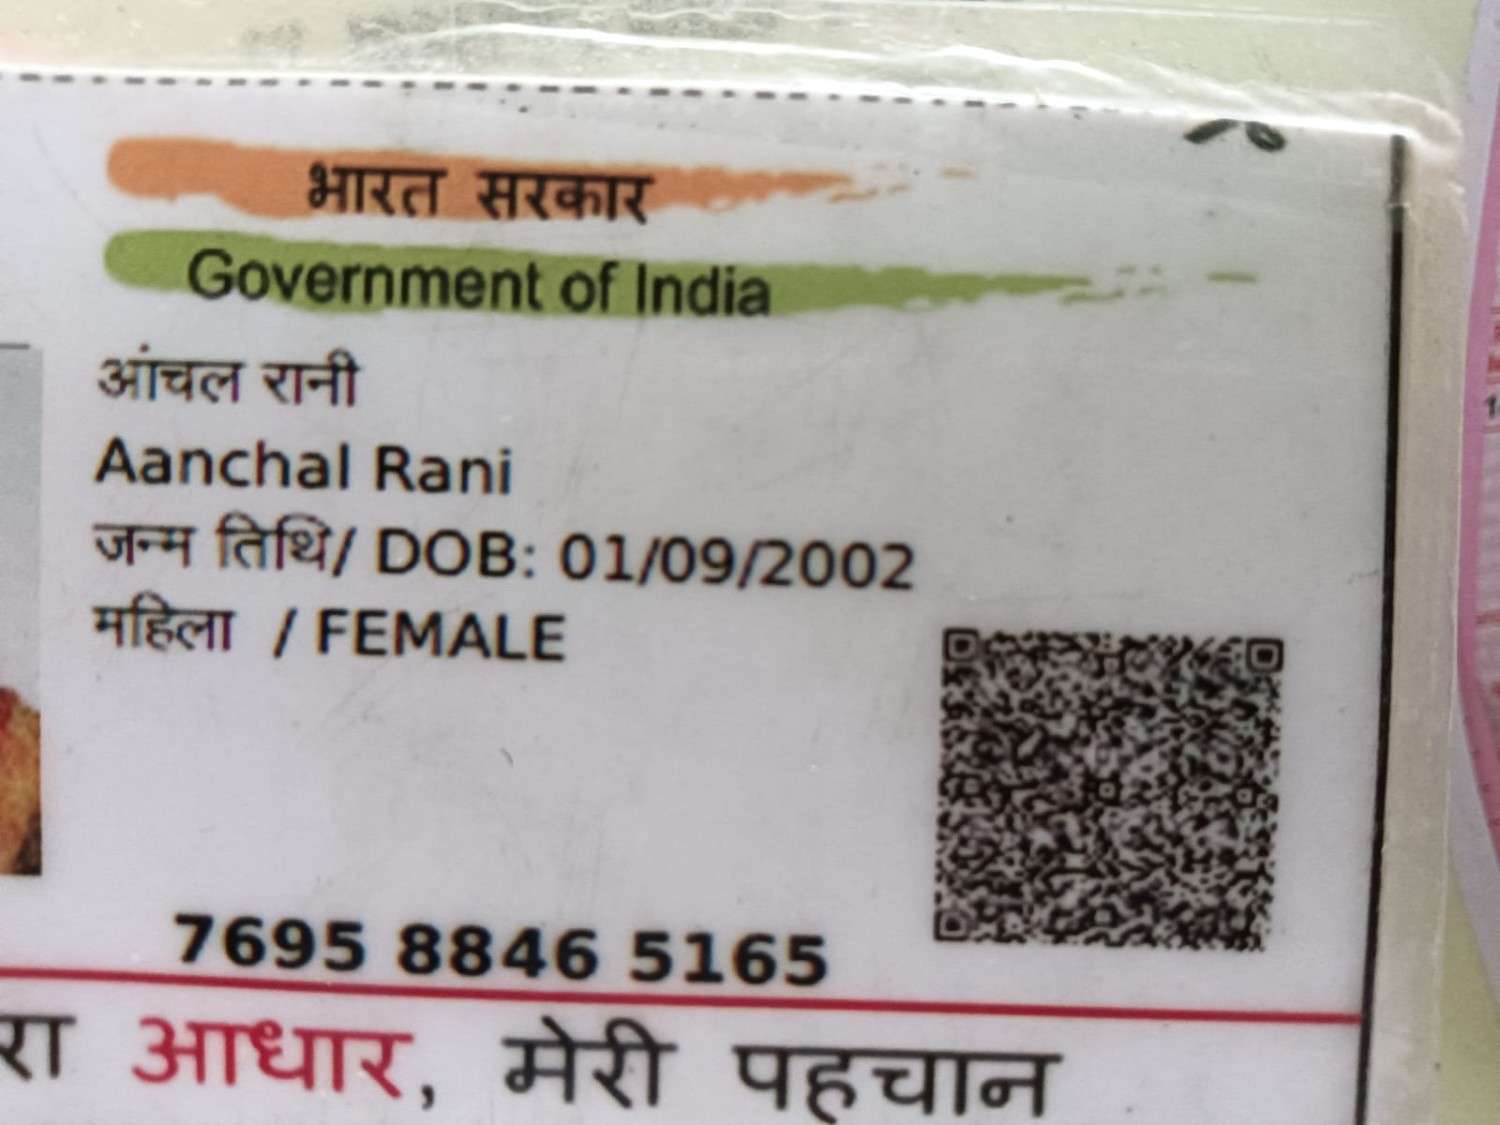 भारत सरकार
Government of India
आंचल रानी
Aanchal Rani
जन्म तिथि/ DOB: 01/09/2002
महिला / FEMALE
7695 8846 5165
रा आधार, मेरी पहचान